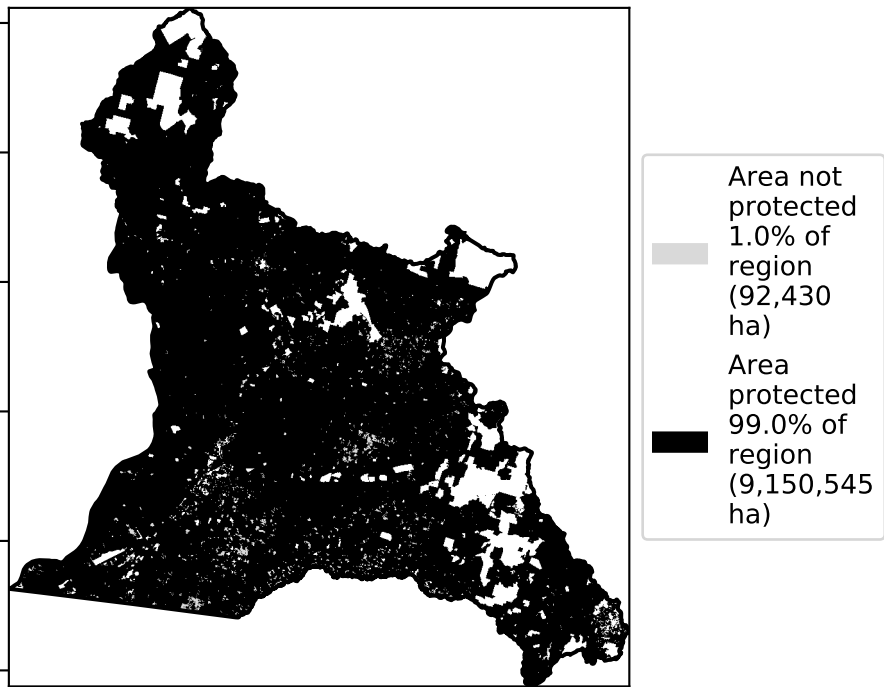 Area not
protected
1.0% of
region
(92,430
ha)
Area
protected
99.0% of
region
(9,150,545
ha)